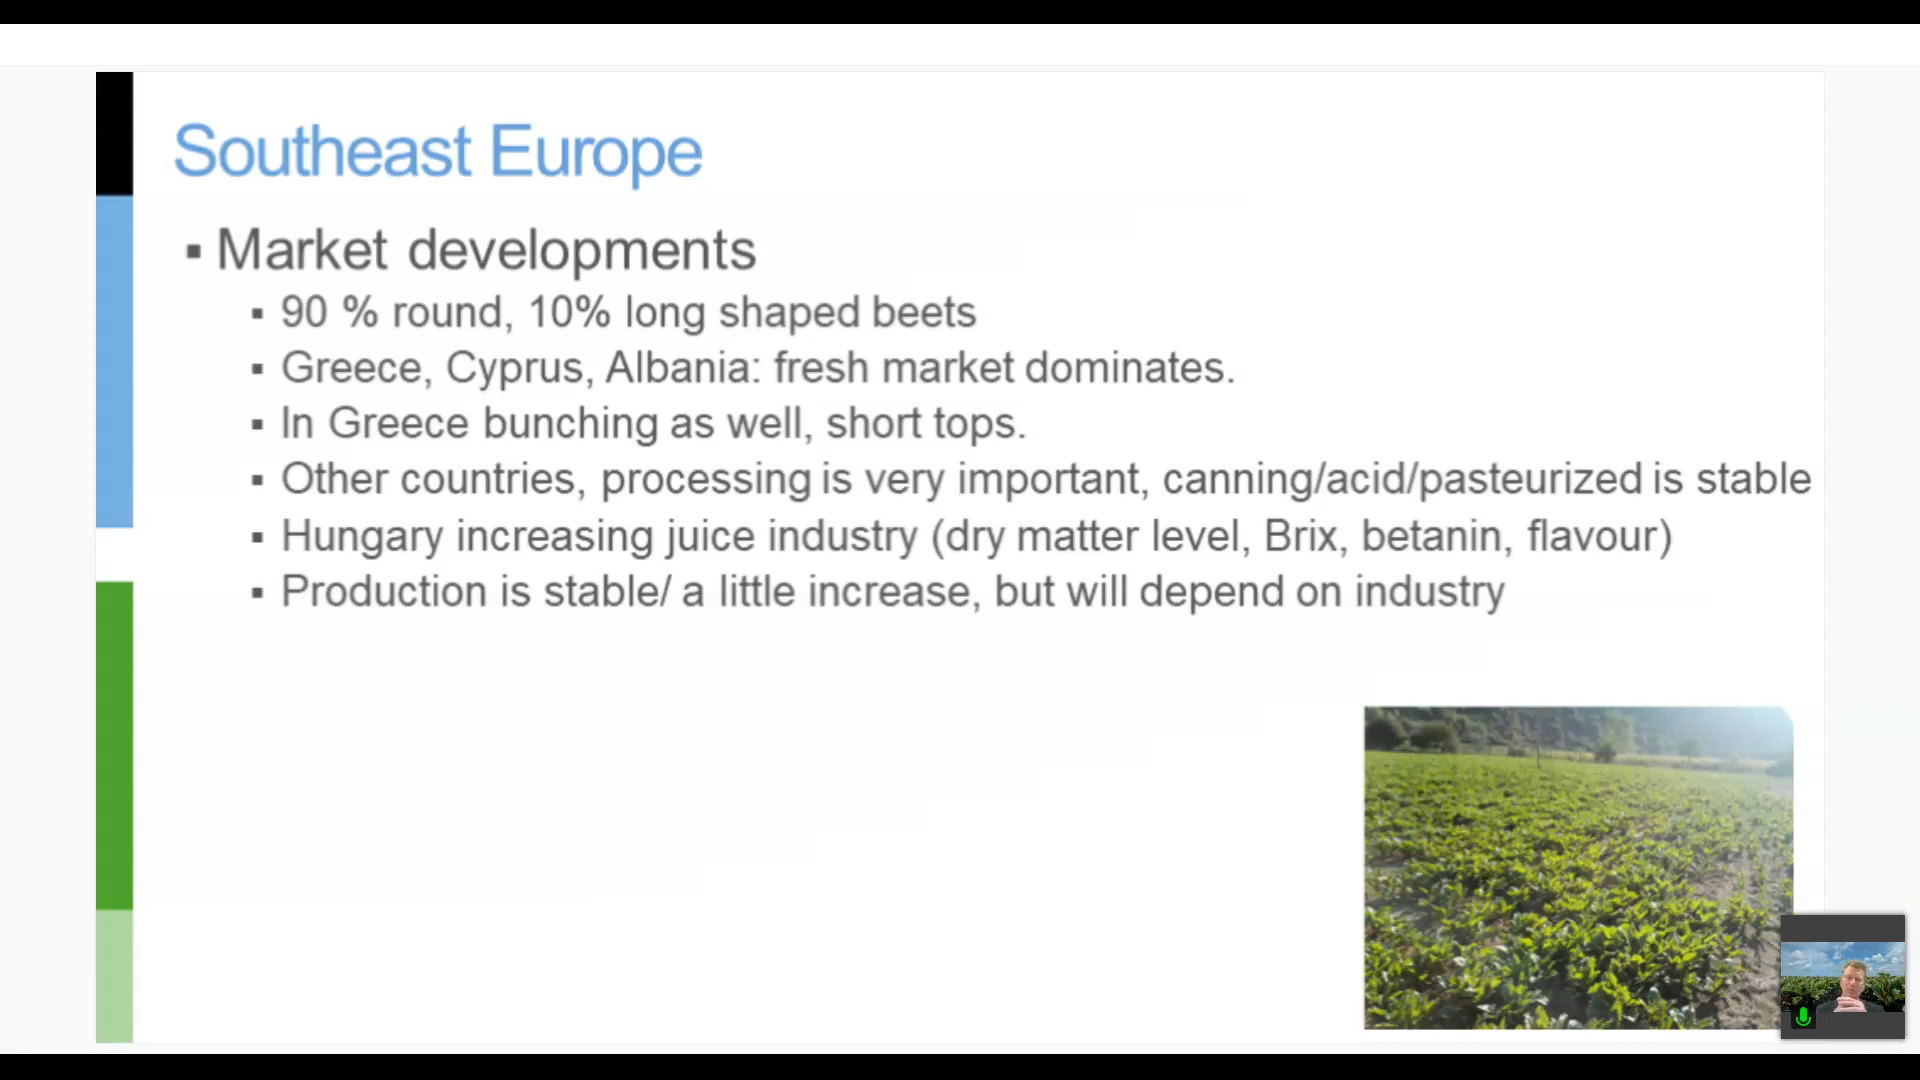 Southeast Europe
▪ Market developments
▪ 90 % round, 10% long shaped beets
▪ Greece, Cyprus, Albania: fresh market dominates.
▪ In Greece bunching as well, short tops.
▪ Other countries, processing is very important, canning/acid/pasteurized is stable
▪ Hungary increasing juice industry (dry matter level, Brix, betanin, flavour)
▪ Production is stable/ a little increase, but will depend on industry